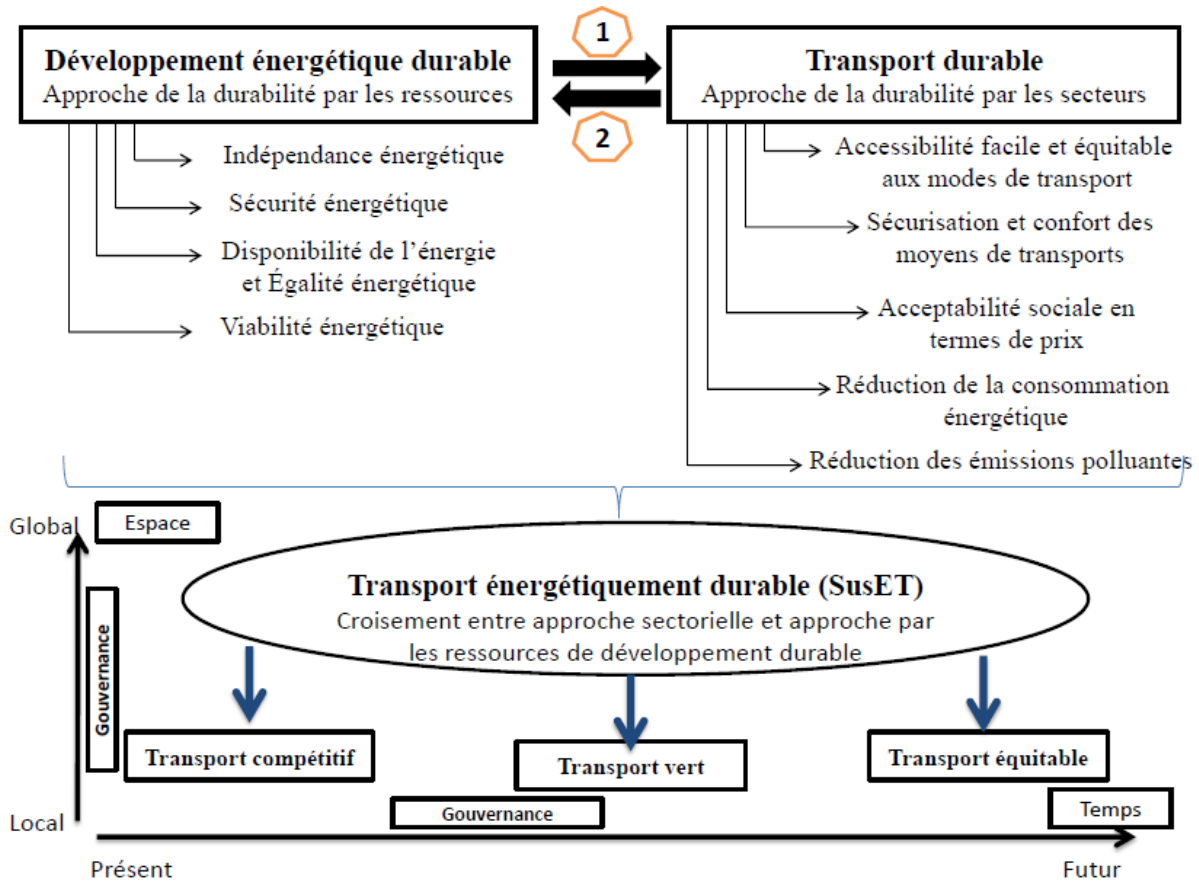 1
Développement énergétique durable
Approche de la durabilité par les ressources
Transport durable
Approche de la durabilité par les secteurs
2
Indépendance énergétique
Sécurité énergétique
Disponibilité de l’énergie
et Égalité énergétique
Viabilité énergétique
Accessibilité facile et équitable
aux modes de transport
Sécurisation et confort des
moyens de transports
Acceptabilité sociale en
termes de prix
Réduction de la consommation
énergétique
Réduction des émissions polluantes
Global
Espace
Transport énergétiquement durable (SusET)
Croisement entre approche sectorielle et approche par
les ressources de développement durable
Gouvernance
Transport compétitif
Transport vert
Transport équitable
Gouvernance
Temps
Local
Présent
Futur